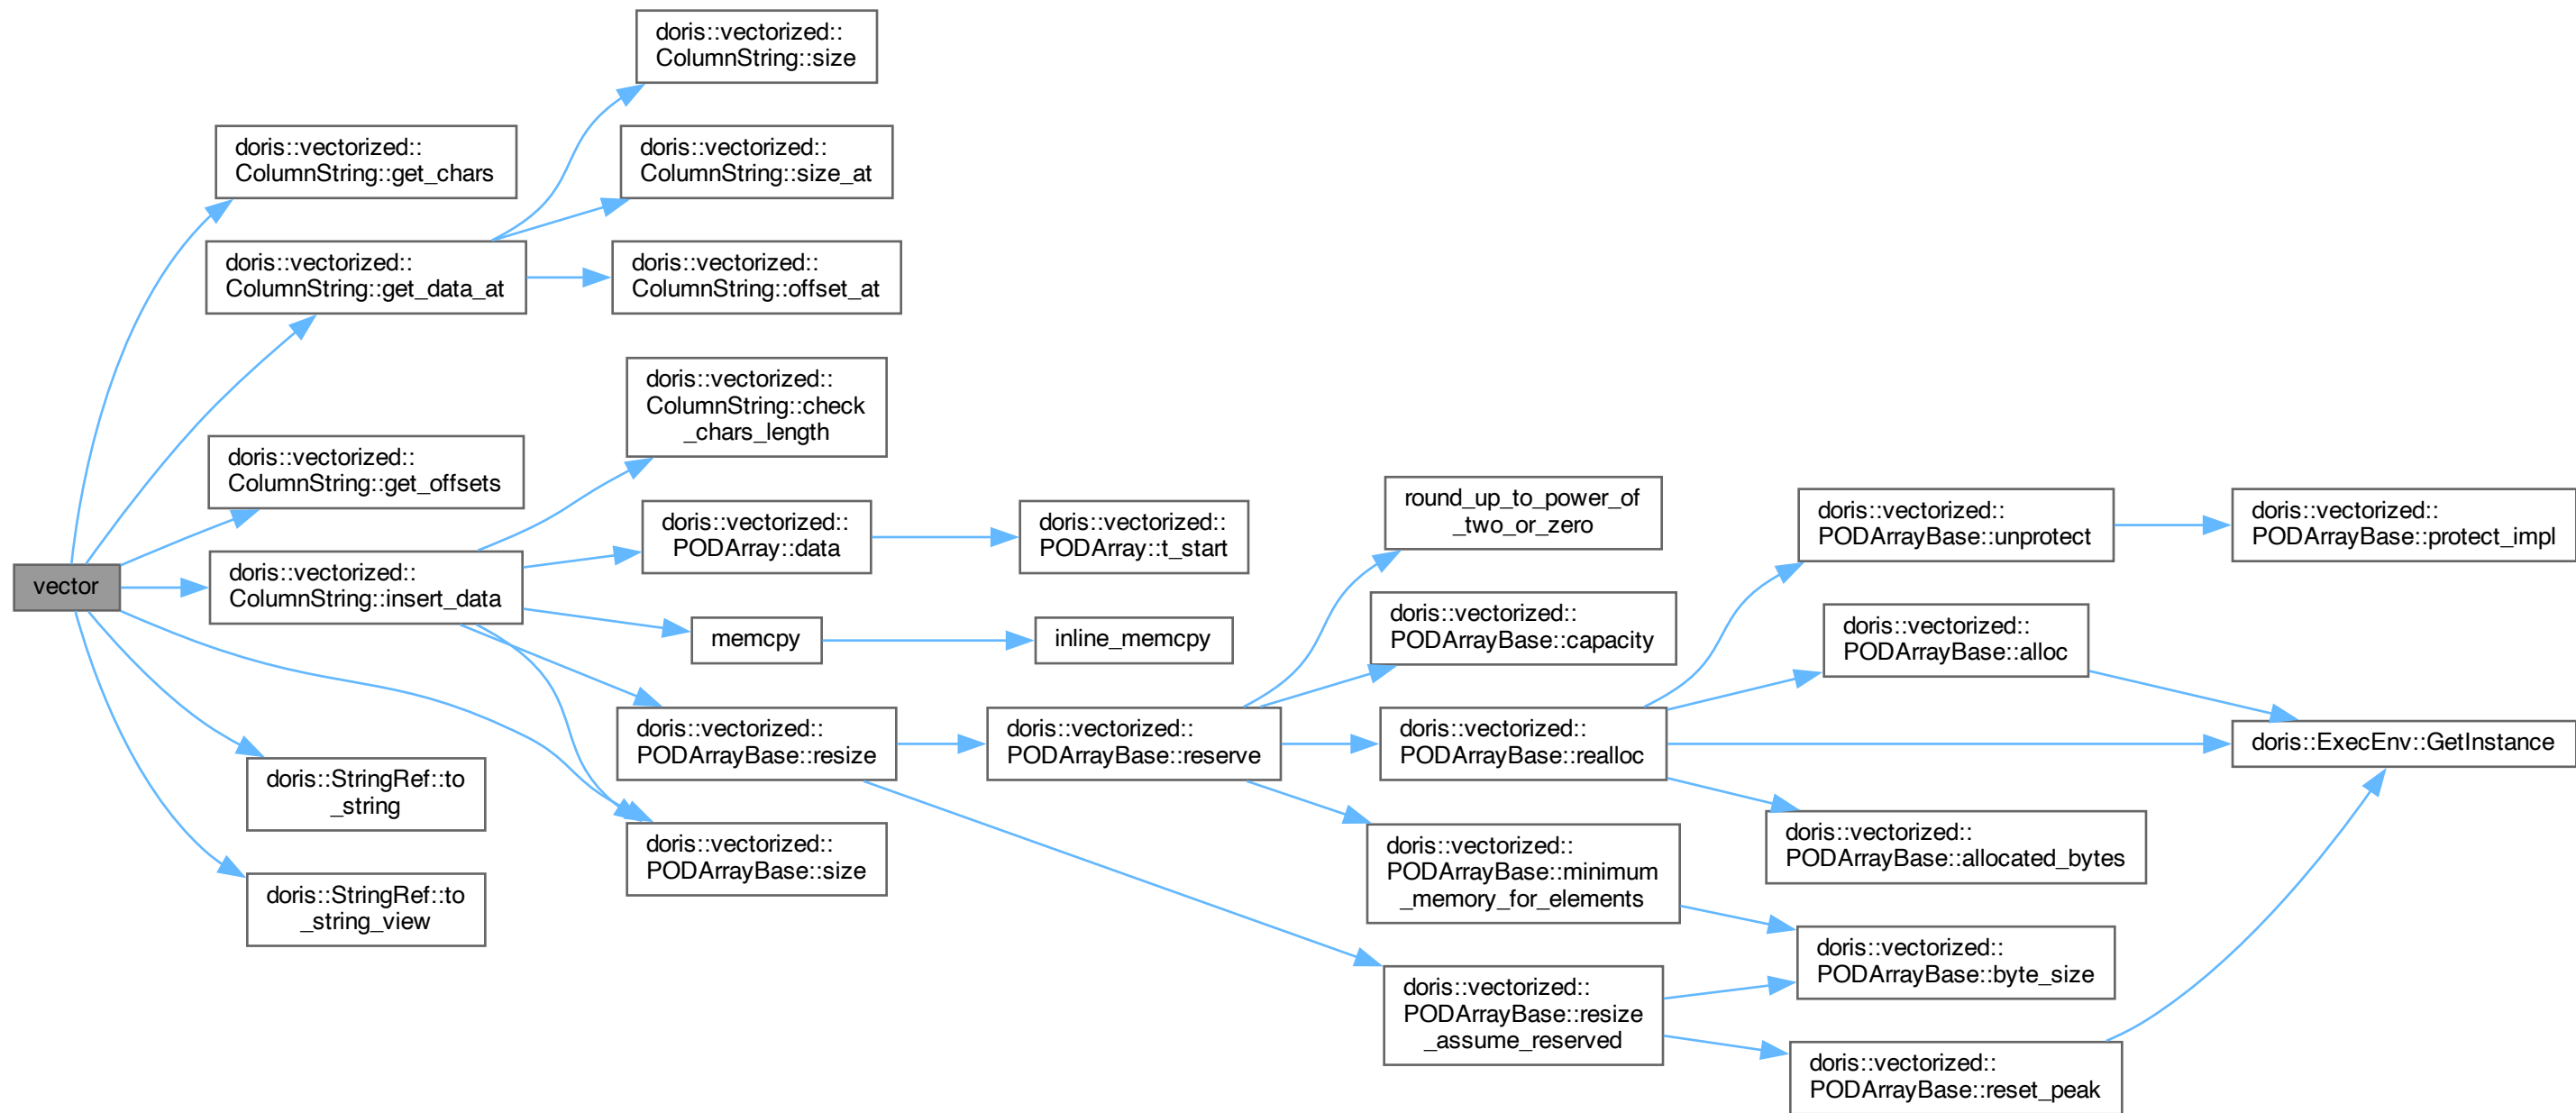 doris::vectorized::
ColumnString::size
doris::vectorized::
ColumnString::get_chars
doris::vectorized::
ColumnString::size_at
doris::vectorized::
ColumnString::get_data_at
doris::vectorized::
ColumnString::offset_at
doris::vectorized::
ColumnString::check
_chars_length
doris::vectorized::
ColumnString::get_offsets
vector
doris::vectorized::
ColumnString::insert_data
doris::vectorized::
PODArray::data
doris::vectorized::
PODArray::t_start
memcpy
inline_memcpy
round_up_to_power_of
_two_or_zero
doris::vectorized::
PODArrayBase::capacity
doris::vectorized::
PODArrayBase::unprotect
doris::vectorized::
PODArrayBase::protect_impl
doris::vectorized::
PODArrayBase::alloc
doris::vectorized::
PODArrayBase::resize
doris::vectorized::
PODArrayBase::reserve
doris::vectorized::
PODArrayBase::realloc
doris::ExecEnv::GetInstance
doris::StringRef::to
_string
doris::vectorized::
PODArrayBase::size
doris::vectorized::
PODArrayBase::minimum
_memory_for_elements
doris::vectorized::
PODArrayBase::allocated_bytes
doris::StringRef::to
_string_view
doris::vectorized::
PODArrayBase::byte_size
doris::vectorized::
PODArrayBase::resize
_assume_reserved
doris::vectorized::
PODArrayBase::reset_peak